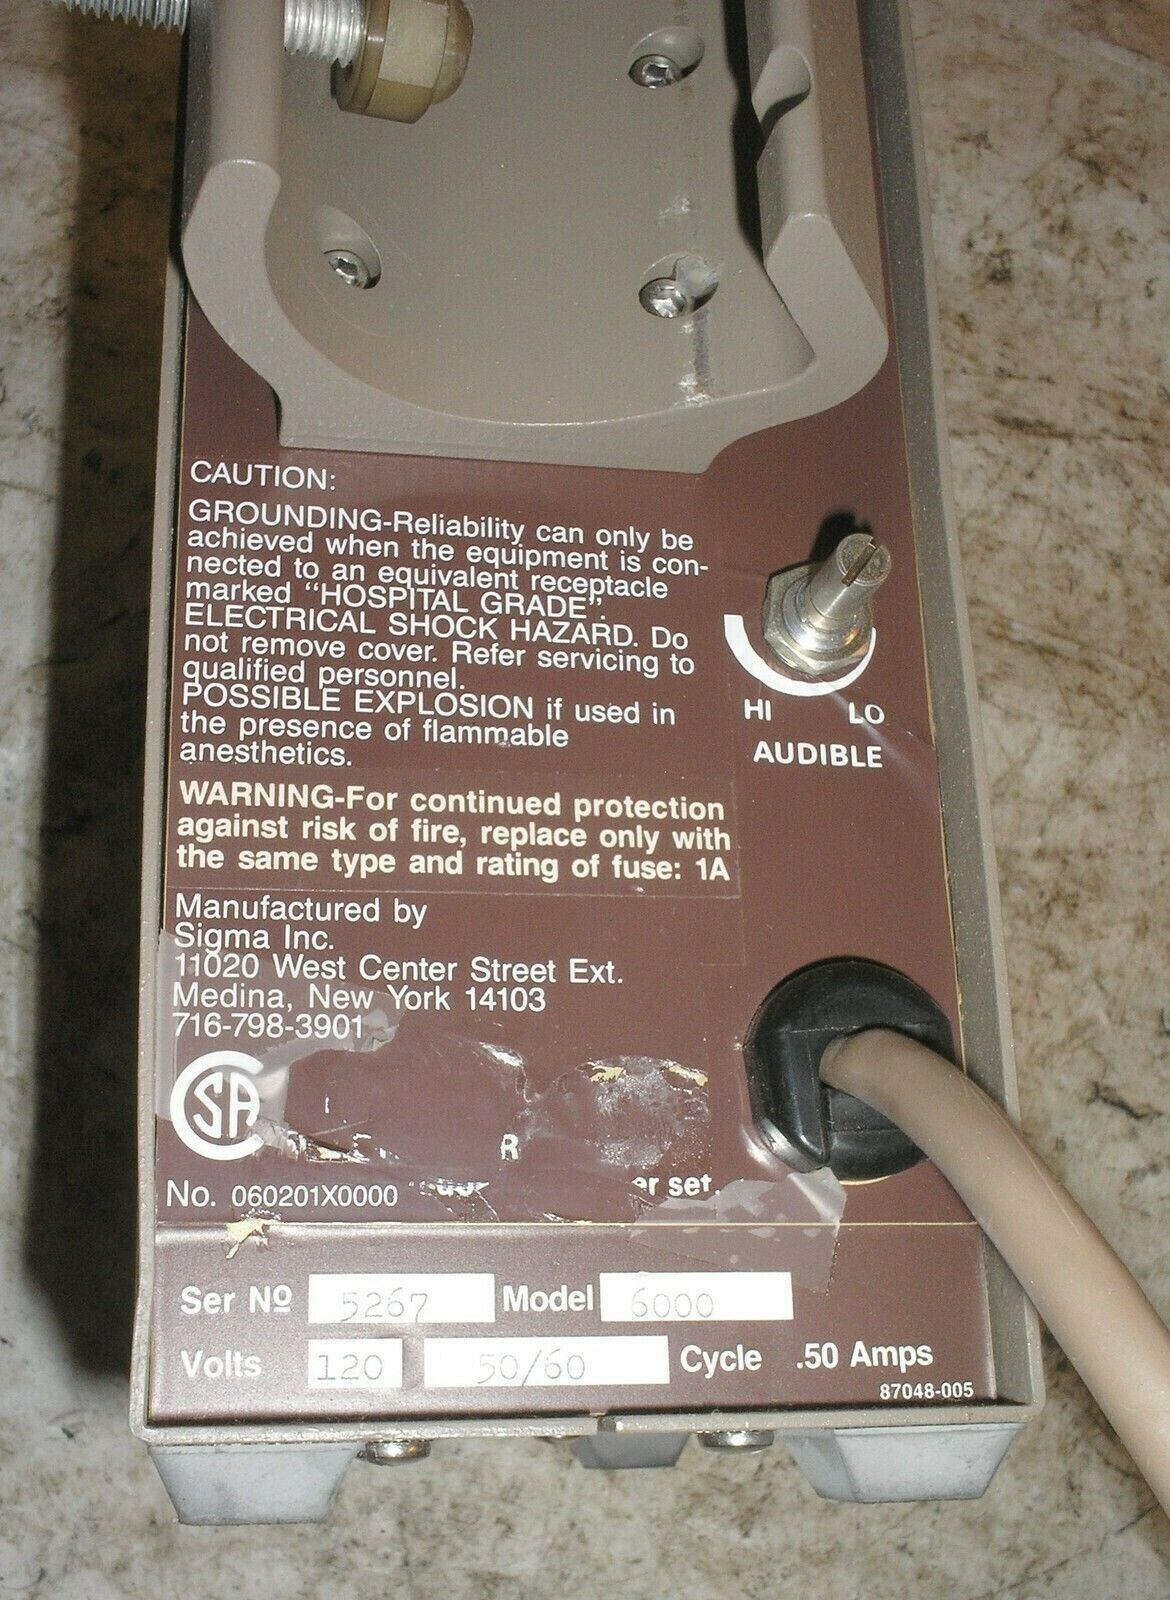 CAUTION:
GROUNDING-Reliability can only be
achieved when the equipment is con-
nected to an equivalent receptacle
marked "HOSPITAL GRADE".
ELECTRICAL SHOCK HAZARD. Do
not remove cover. Refer servicing to
qualified personnel.
POSSIBLE EXPLOSION if used in
the presence of flammable
anesthetics.
HI LO
AUDIBLE
WARNING-For continued protection
against risk of fire, replace only with
the same type and rating of fuse: 1A
Manufactured by
Sigma Inc.
11020 West Center Street Ext.
Medina, New York 14103
716-798-3901
CSA
R
er set.
No. 060201X0000
Ser Nº 5267 Model 6000
Volts 120 50/60 Cycle .50 Amps
87048-005